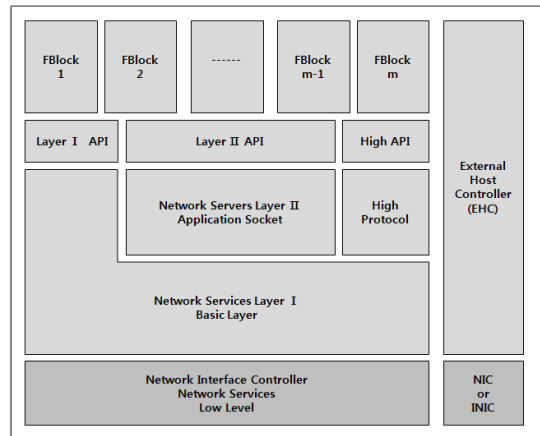 FBlock
1
FBlock
2
------
FBlock
m-1
FBlock
m
Layer Ⅰ API
Layer Ⅱ API
High API
External
Host
Controller
(EHC)
Network Servers Layer Ⅱ
Application Socket
High
Protocol
Network Services Layer Ⅰ
Basic Layer
Network Interface Controller
Network Services
Low Level
NIC
or
INIC